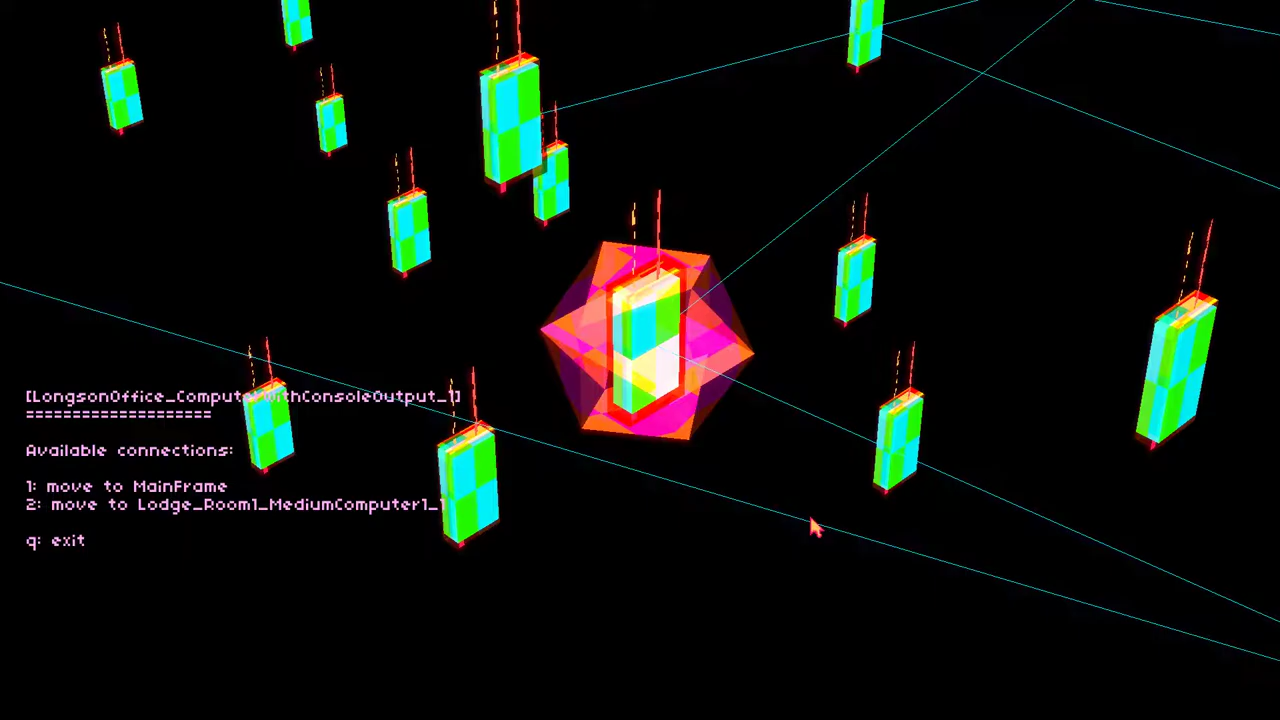 [LongsonOffice_ComputerWithConsoleOutput_1]
====================
Available connections:
1: move to MainFrame
2: move to Lodge_Room1_MediumComputer1_1
q: exit